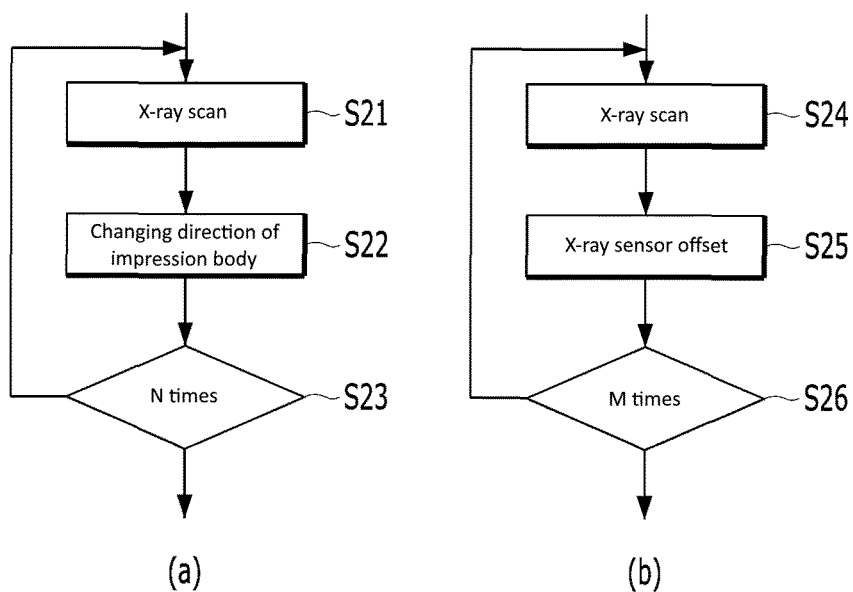 X-ray scan
S21
Changing direction of
impression body
S22
N times
S23
(a)
X-ray scan
S24
X-ray sensor offset
S25
M times
S26
(b)